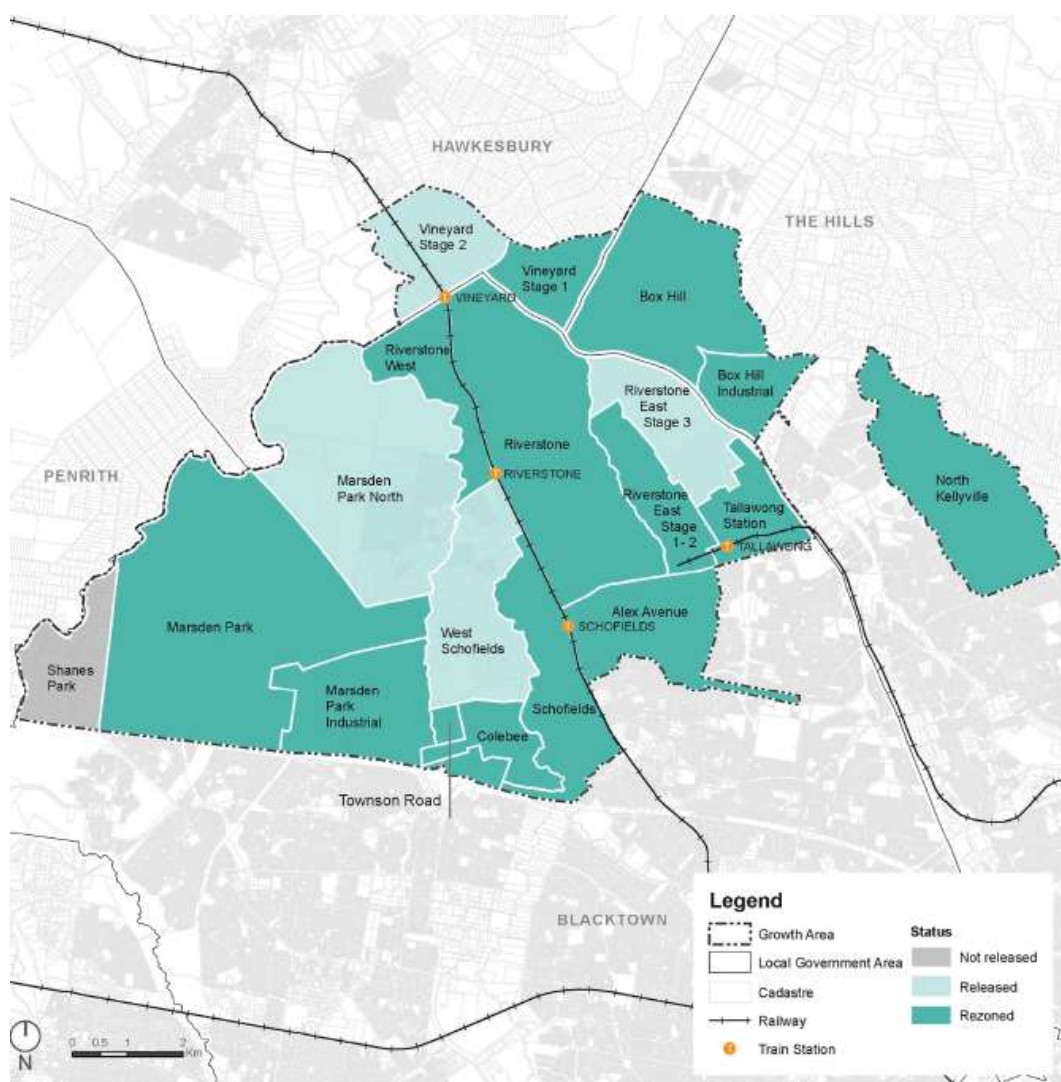 HAWKESBURY
THE HILLS
Vineyard
Stage 2
Vineyard
Stage 1
Box Hill
VINEYARD
Riverstone
West
Box Hill
Industrial
Riverstone
East
Stage 3
Riverstone
RIVERSTONE
PENRITH
Marsden
Park North
North
Kellyville
Riverstone
East
Stage
1- 2
Tallawong
Station
TALLAWONG
Alex Avenue
SCHOFIELDS
Marsden Park
West
Schofields
Shanes
Park
Marsden
Park
Industrial
Schofields
Colebee
Townson Road
BLACKTOWN
Legend
Growth Area
Local Government Area
Cadastre
Railway
T Train Station
Status
Not released
Released
Rezoned
N
0 0.5 1 2
Km